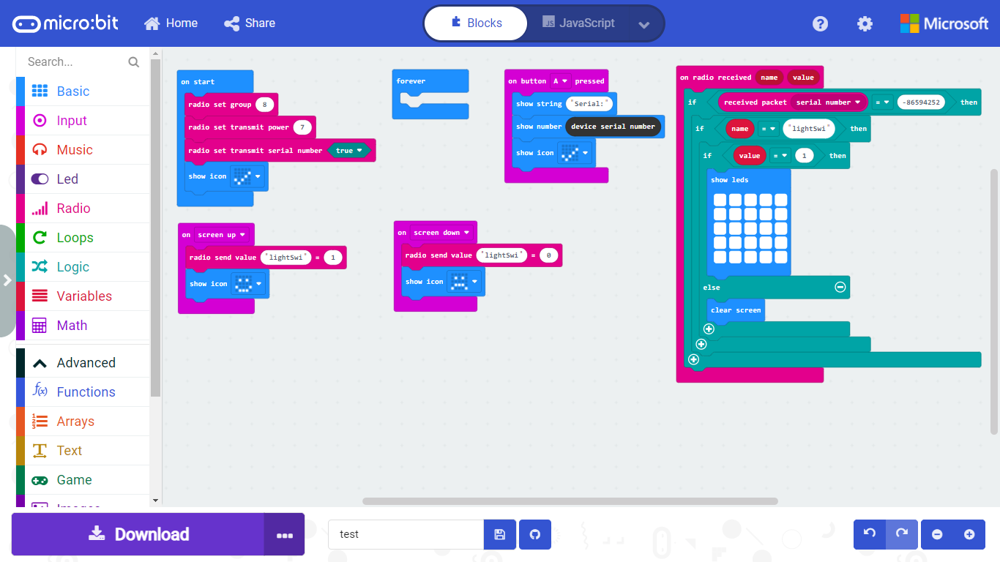 micro:bit
Home
Share
Blocks
JS JavaScript
?
Microsoft
Search...
Basic
Input
Music
Led
Radio
Loops
Logic
Variables
Math
Advanced
Functions
Arrays
Text
Game
Images
on start
radio set group 8
radio set transmit power 7
radio set transmit serial number true
show icon
forever
on button A pressed
show string "Serial:"
show number device serial number
show icon
on radio received name value
if received packet serial number = -86594252 then
if name = "lightSwi" then
if value = 1 then
show leds
else
clear screen
on screen up
radio send value "lightSwi" = 1
show icon
on screen down
radio send value "lightSwi" = 0
show icon
Download
...
test